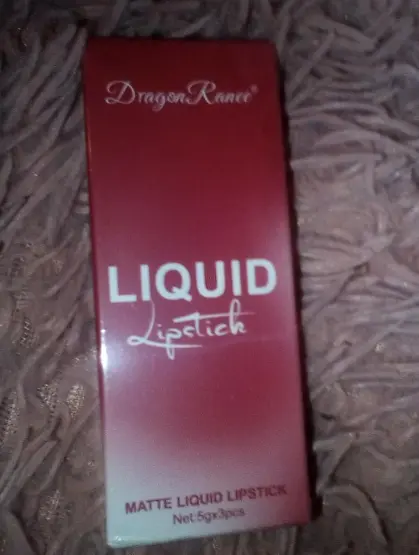 DragonRanee®
LIQUID
Lipstick
MATTE LIQUID LIPSTICK
Net:5gx3pcs